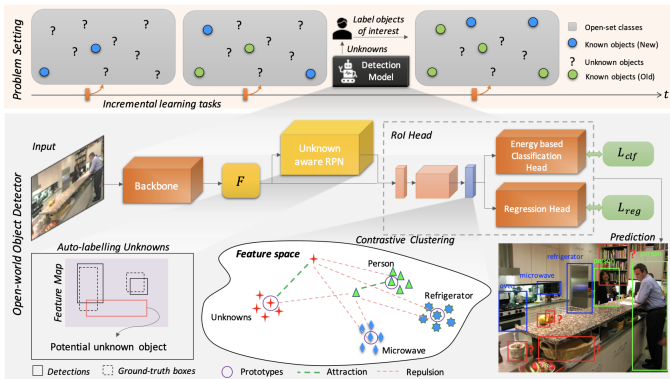 Problem Setting
? ? ? ? ? ? ?
? ? ? ? ? ?
Label objects
of interest
Unknowns
Detection
Model
? ? ? ? ?
Open-set classes
Known objects (New)
? Unknown objects
Known objects (Old)
Incremental learning tasks
t
Open-world Object Detector
Input
Backbone
F
Unknown
aware RPN
RoI Head
Energy based
Classification
Head
Regression Head
L_clf
L_reg
Prediction
Auto-labelling Unknowns
Feature Map
Potential unknown object
Detections
Ground-truth boxes
Contrastive Clustering
Feature space
Unknowns
Person
Refrigerator
Microwave
Prototypes
Attraction
Repulsion
refrigerator
microwave
oven
?